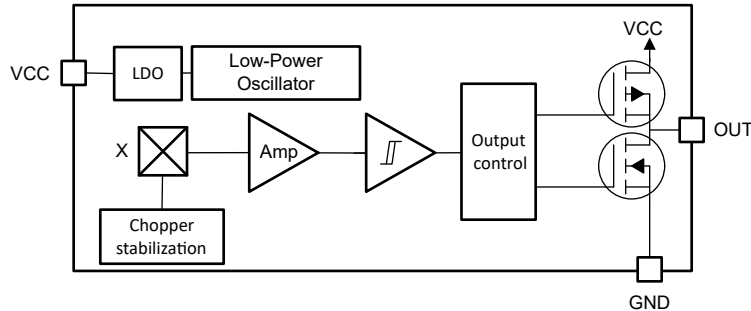 VCC
VCC
LDO
Low-Power
Oscillator
X
Amp
Output
control
OUT
Chopper
stabilization
GND